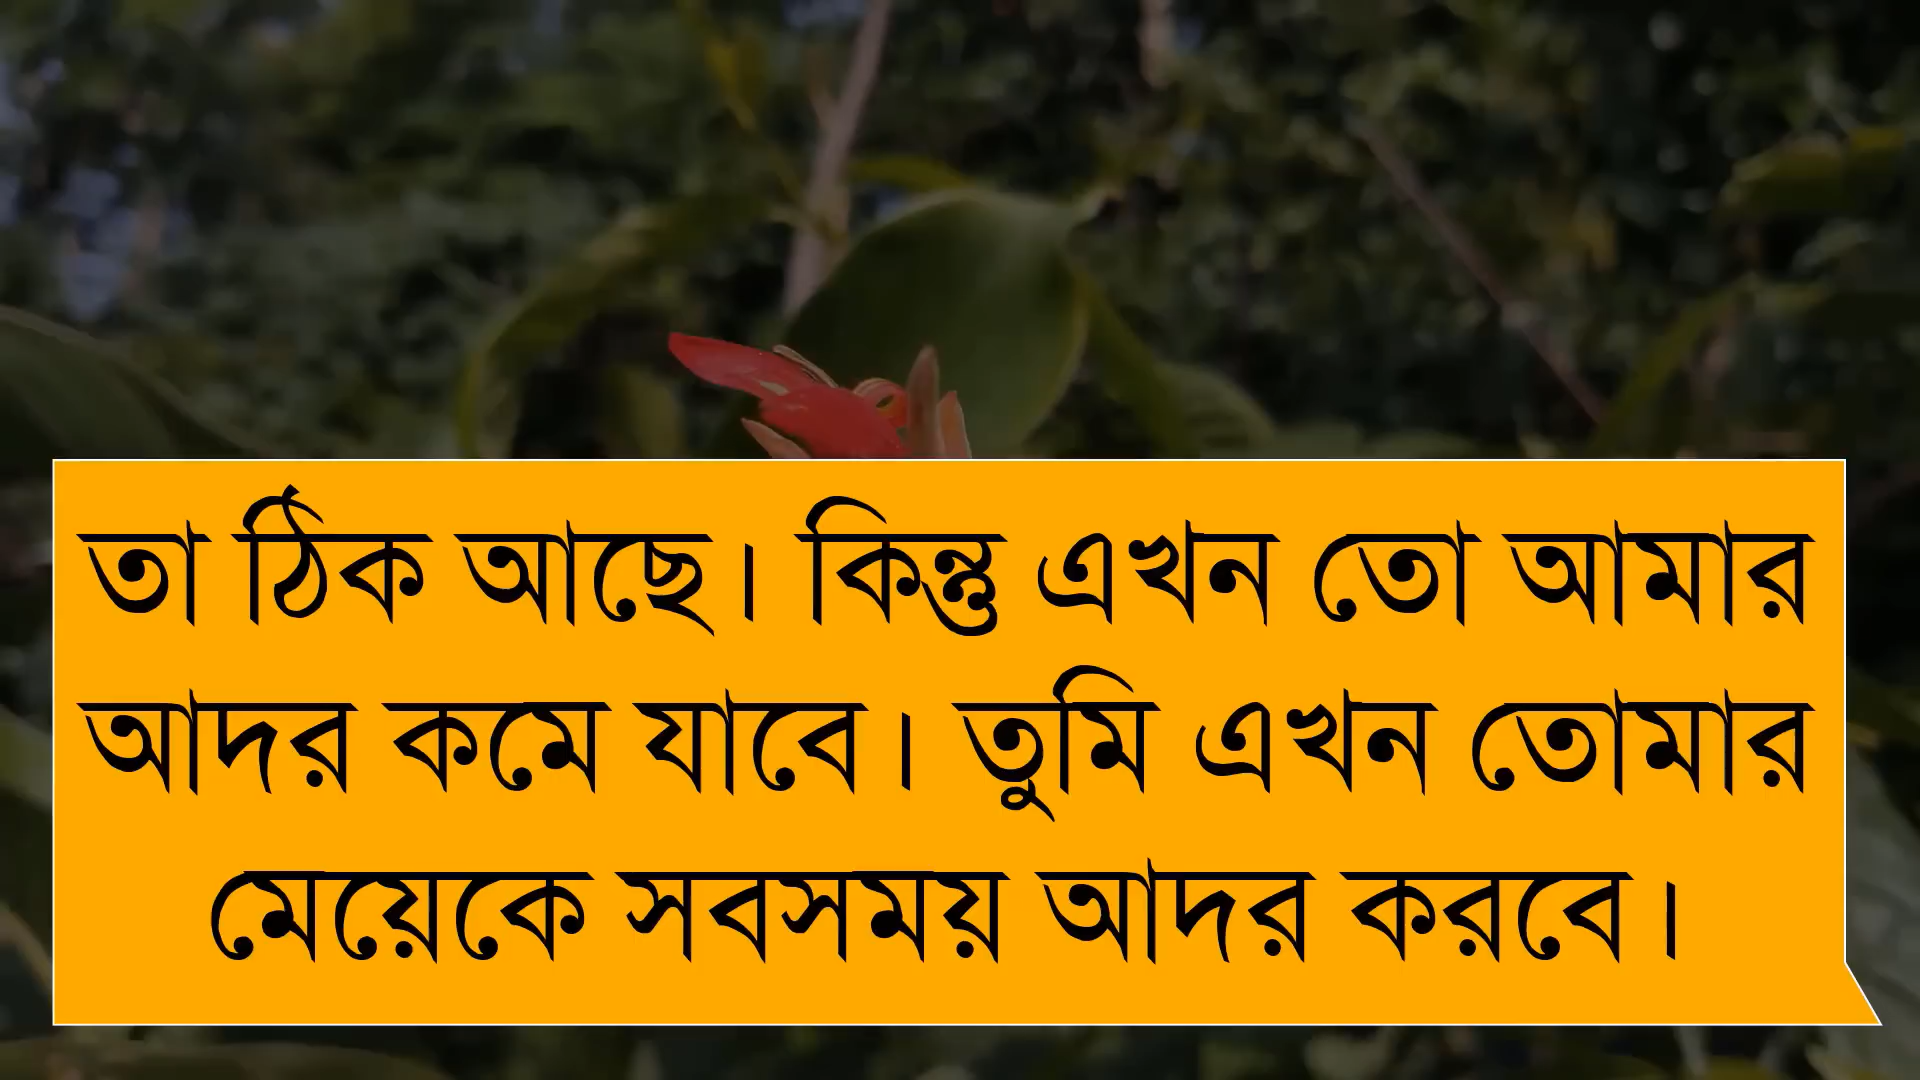 তা ঠিক আছে। কিন্তু এখন তো আমার
আদর কমে যাবে। তুমি এখন তোমার
মেয়েকে সবসময় আদর করবে।